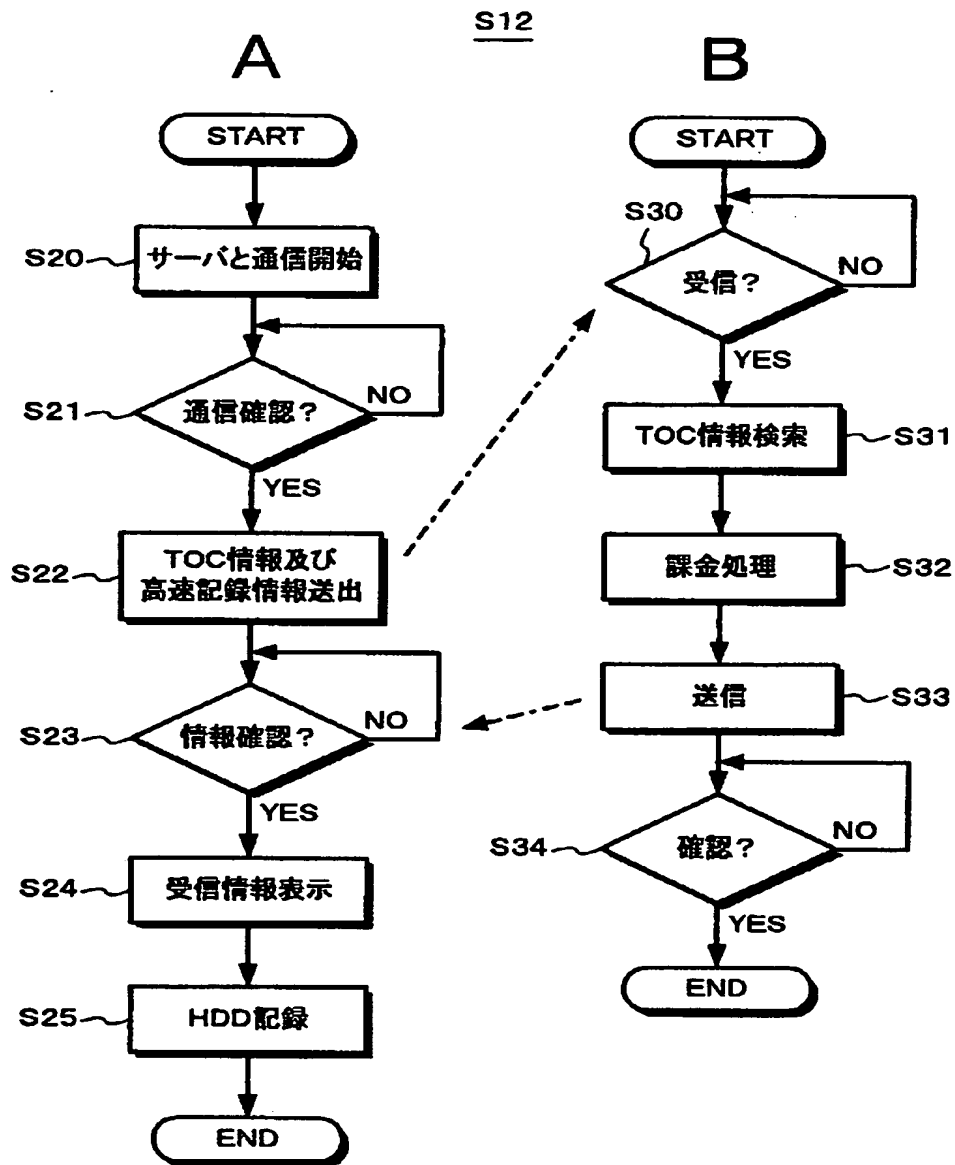 S12
A
START
S20
サーバと通信開始
S21
通信確認?
NO
YES
S22
TOC情報及び
高速記録情報送出
S23
情報確認?
NO
YES
S24
受信情報表示
S25
HDD記録
END
B
START
S30
受信?
NO
YES
TOC情報検索
S31
課金処理
S32
送信
S33
S34
確認?
NO
YES
END